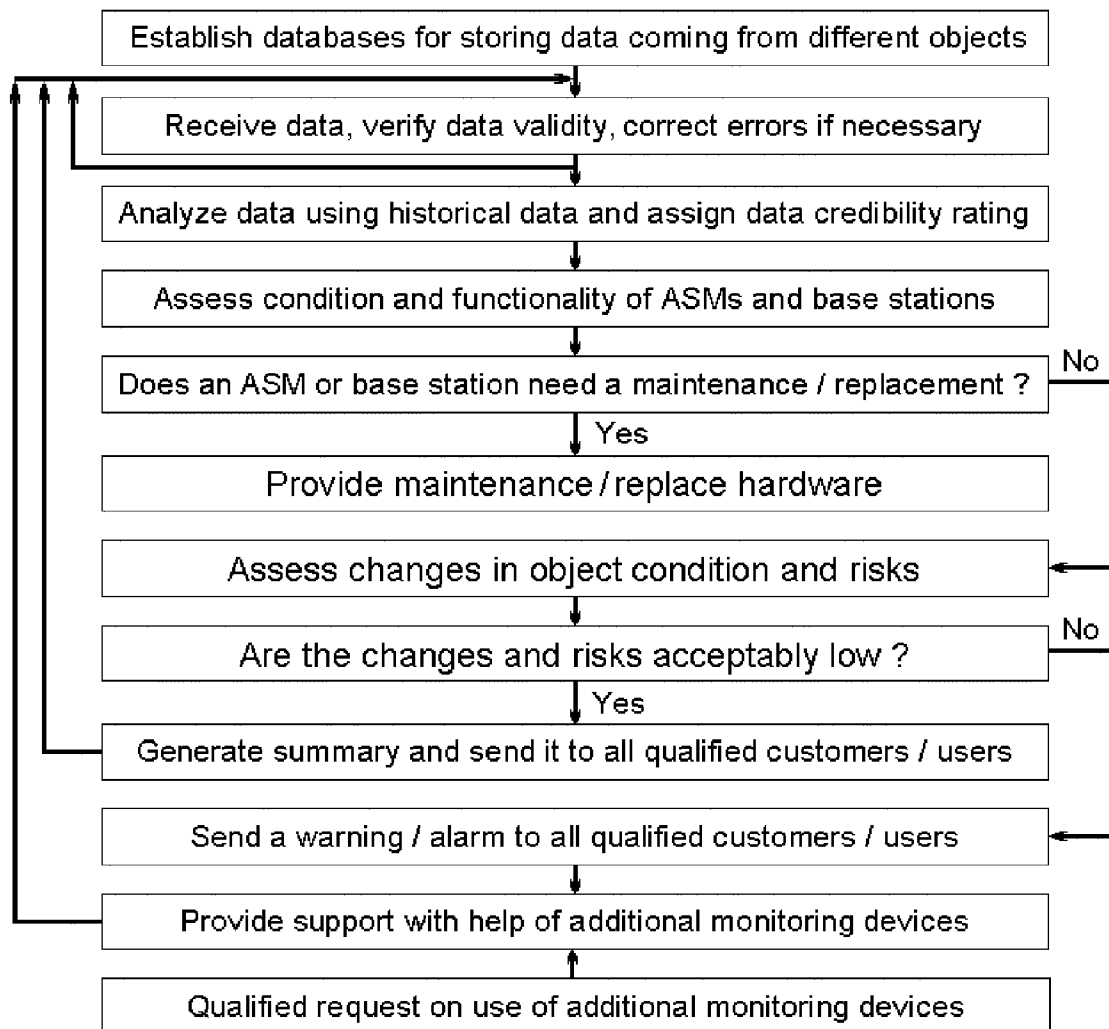 Establish databases for storing data coming from different objects
Receive data, verify data validity, correct errors if necessary
Analyze data using historical data and assign data credibility rating
Assess condition and functionality of ASMs and base stations
Does an ASM or base station need a maintenance / replacement ?
No
Yes
Provide maintenance / replace hardware
Assess changes in object condition and risks
Are the changes and risks acceptably low ?
No
Yes
Generate summary and send it to all qualified customers / users
Send a warning / alarm to all qualified customers / users
Provide support with help of additional monitoring devices
Qualified request on use of additional monitoring devices